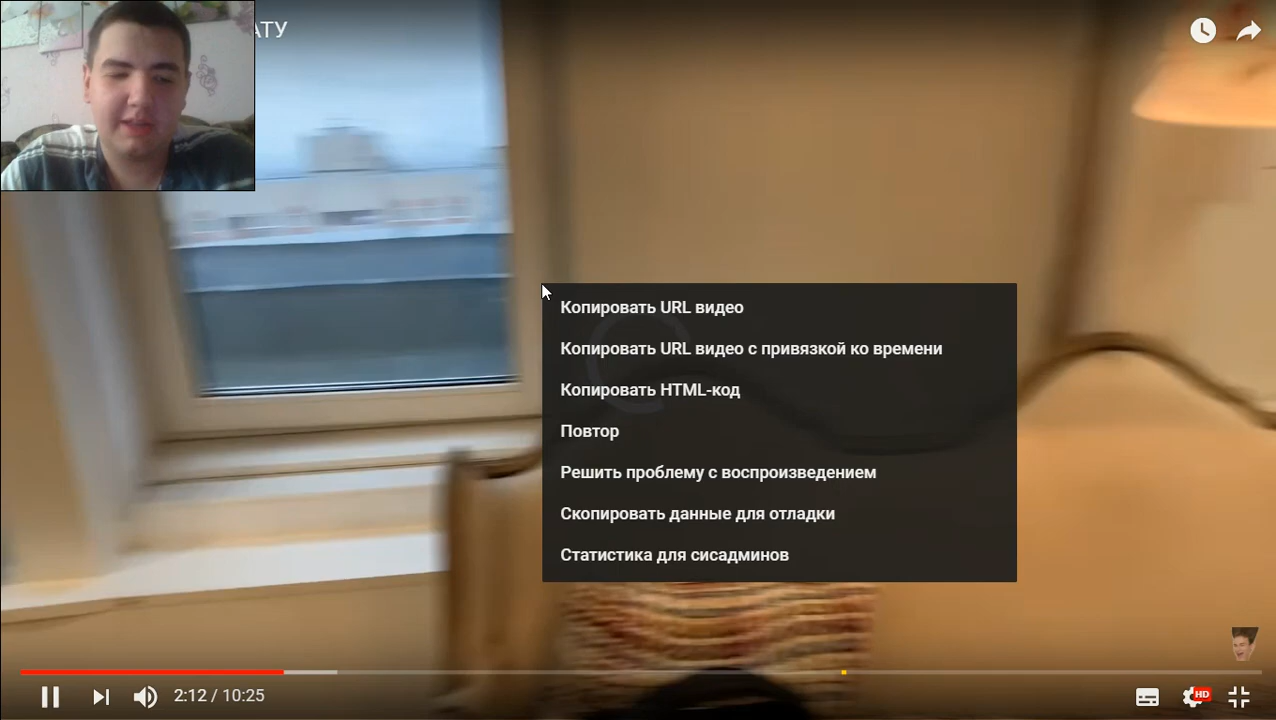 АТУ
Копировать URL видео
Копировать URL видео с привязкой ко времени
Копировать HTML-код
Повтор
Решить проблему с воспроизведением
Скопировать данные для отладки
Статистика для сисадминов
2:12 / 10:25
HD